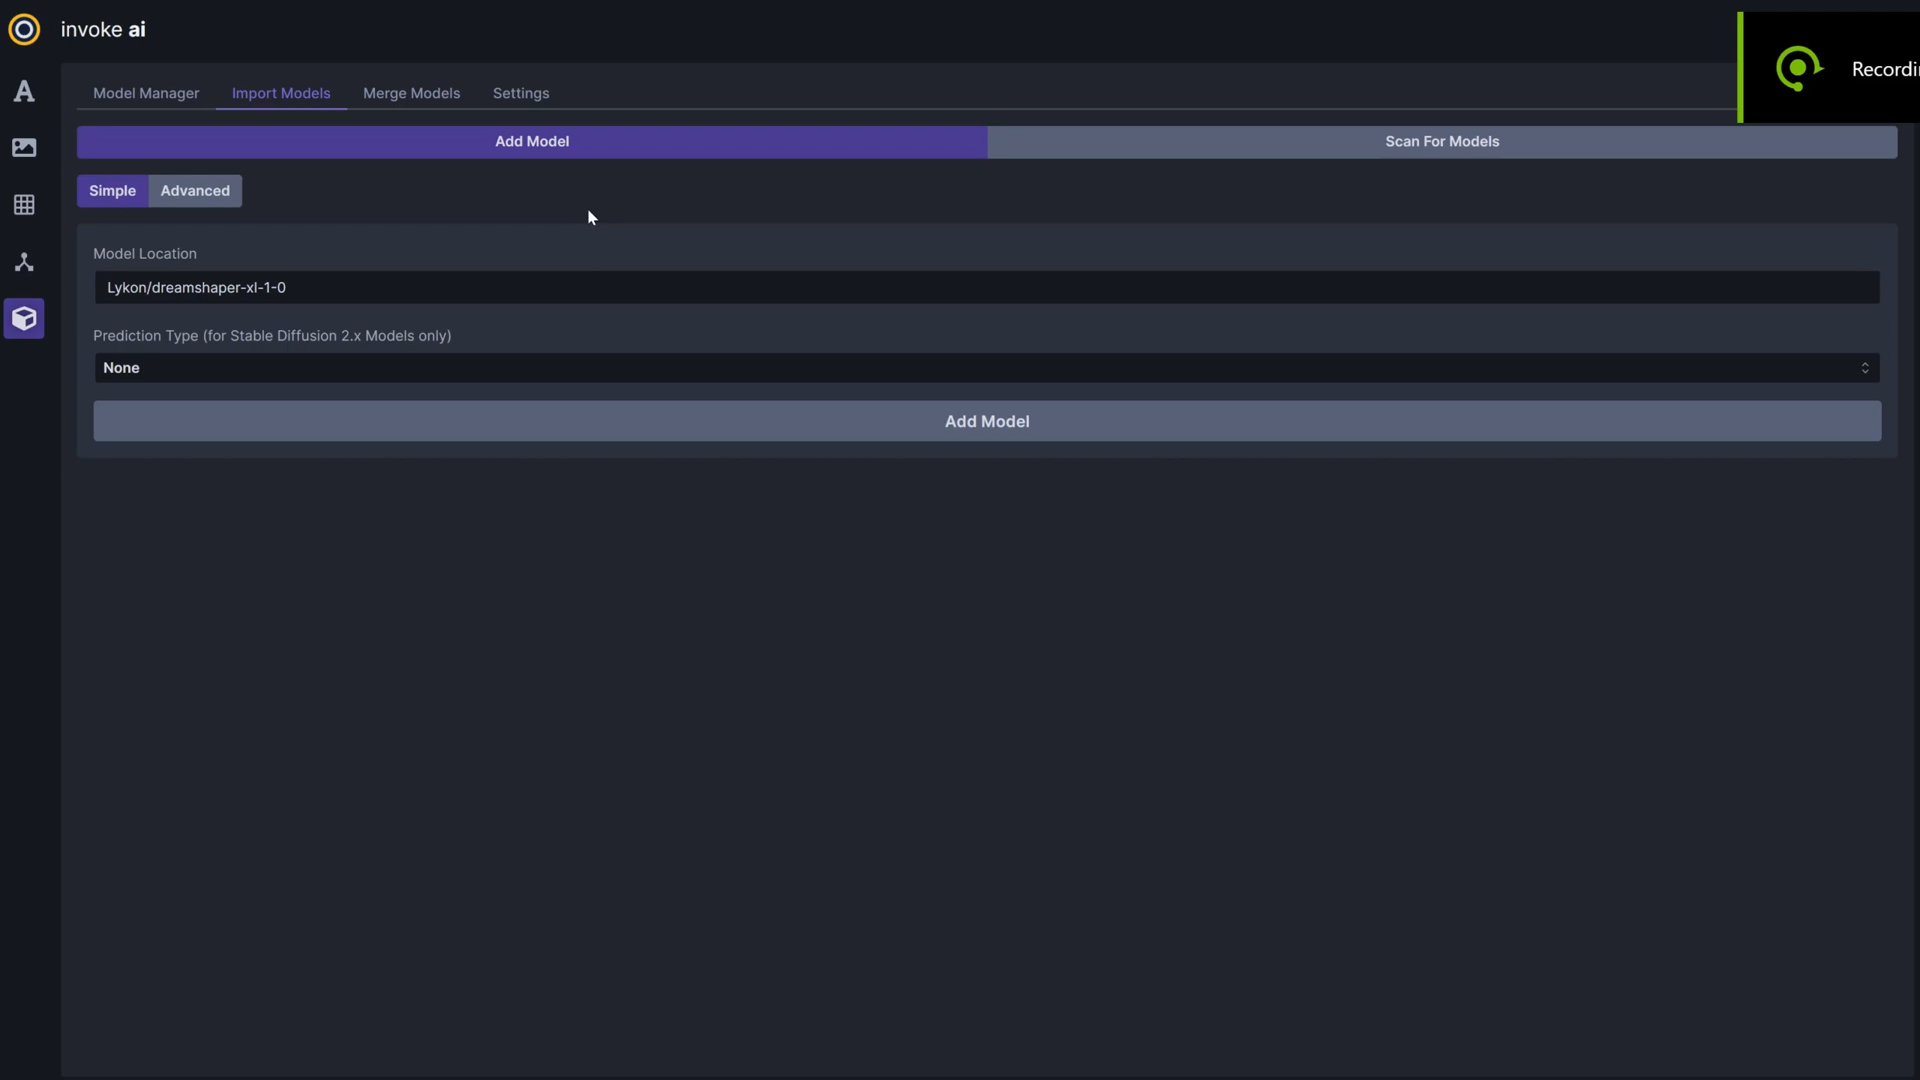 invoke ai
Recordi
Model Manager Import Models Merge Models Settings
Add Model Scan For Models
Simple Advanced
Model Location
Lykon/dreamshaper-xl-1-0
Prediction Type (for Stable Diffusion 2.x Models only)
None
Add Model